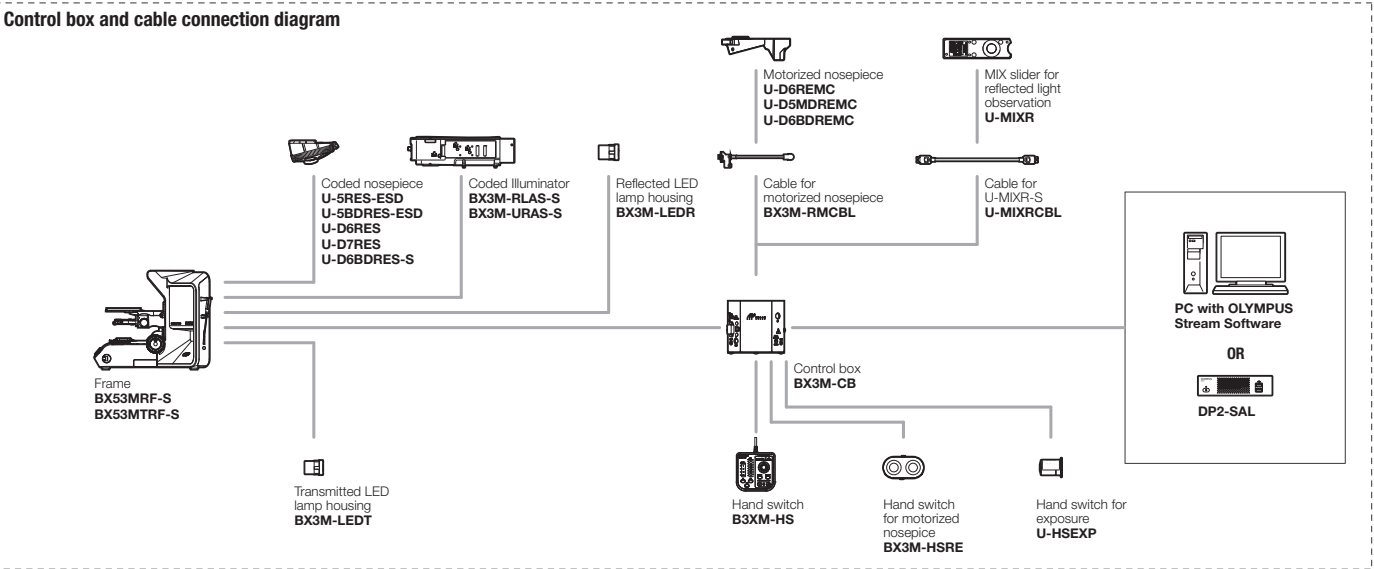 Control box and cable connection diagram
Motorized nosepiece
U-D6REMC
U-D5MDREMC
U-D6BDREMC
MIX slider for
reflected light
observation
U-MIXR
Coded nosepiece
U-5RES-ESD
U-5BDRES-ESD
U-D6RES
U-D7RES
U-D6BDRES-S
Coded Illuminator
BX3M-RLAS-S
BX3M-URAS-S
Reflected LED
lamp housing
BX3M-LEDR
Cable for
motorized nosepiece
BX3M-RMCBL
Cable for
U-MIXR-S
U-MIXRCBL
PC with OLYMPUS
Stream Software
OR
DP2-SAL
Frame
BX53MRF-S
BX53MTRF-S
Control box
BX3M-CB
Transmitted LED
lamp housing
BX3M-LEDT
Hand switch
B3XM-HS
Hand switch
for motorized
nosepice
BX3M-HSRE
Hand switch for
exposure
U-HSEXP